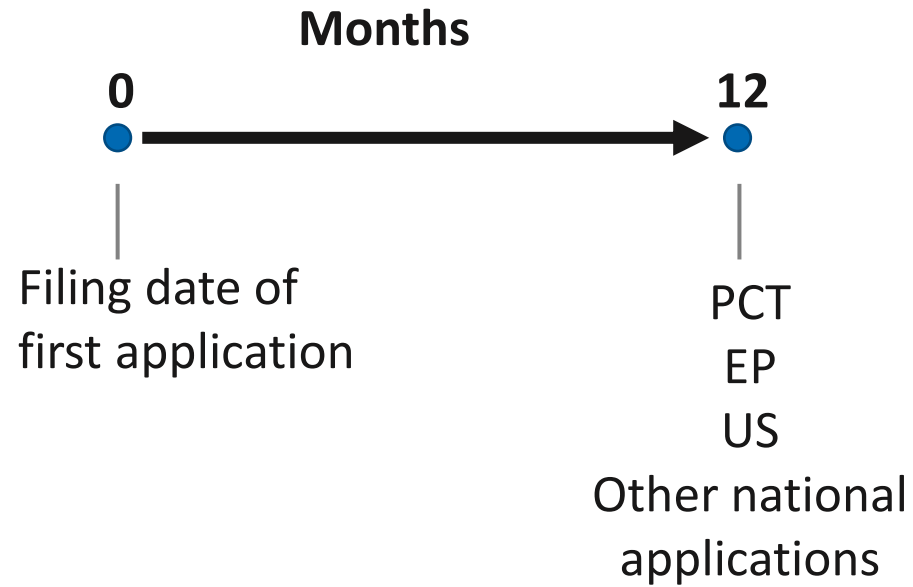 Months
0
12
Filing date of
first application
PCT
EP
US
Other national
applications